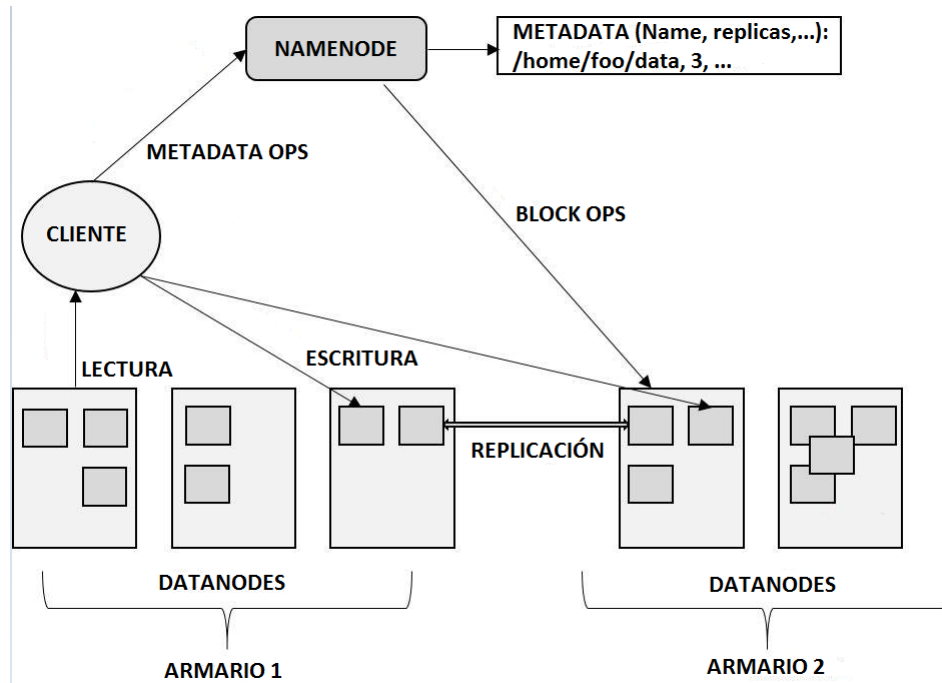 NAMENODE
METADATA (Name, replicas,...):
/home/foo/data, 3, ...
METADATA OPS
BLOCK OPS
CLIENTE
LECTURA
ESCRITURA
REPLICACIÓN
DATANODES
DATANODES
ARMARIO 1
ARMARIO 2